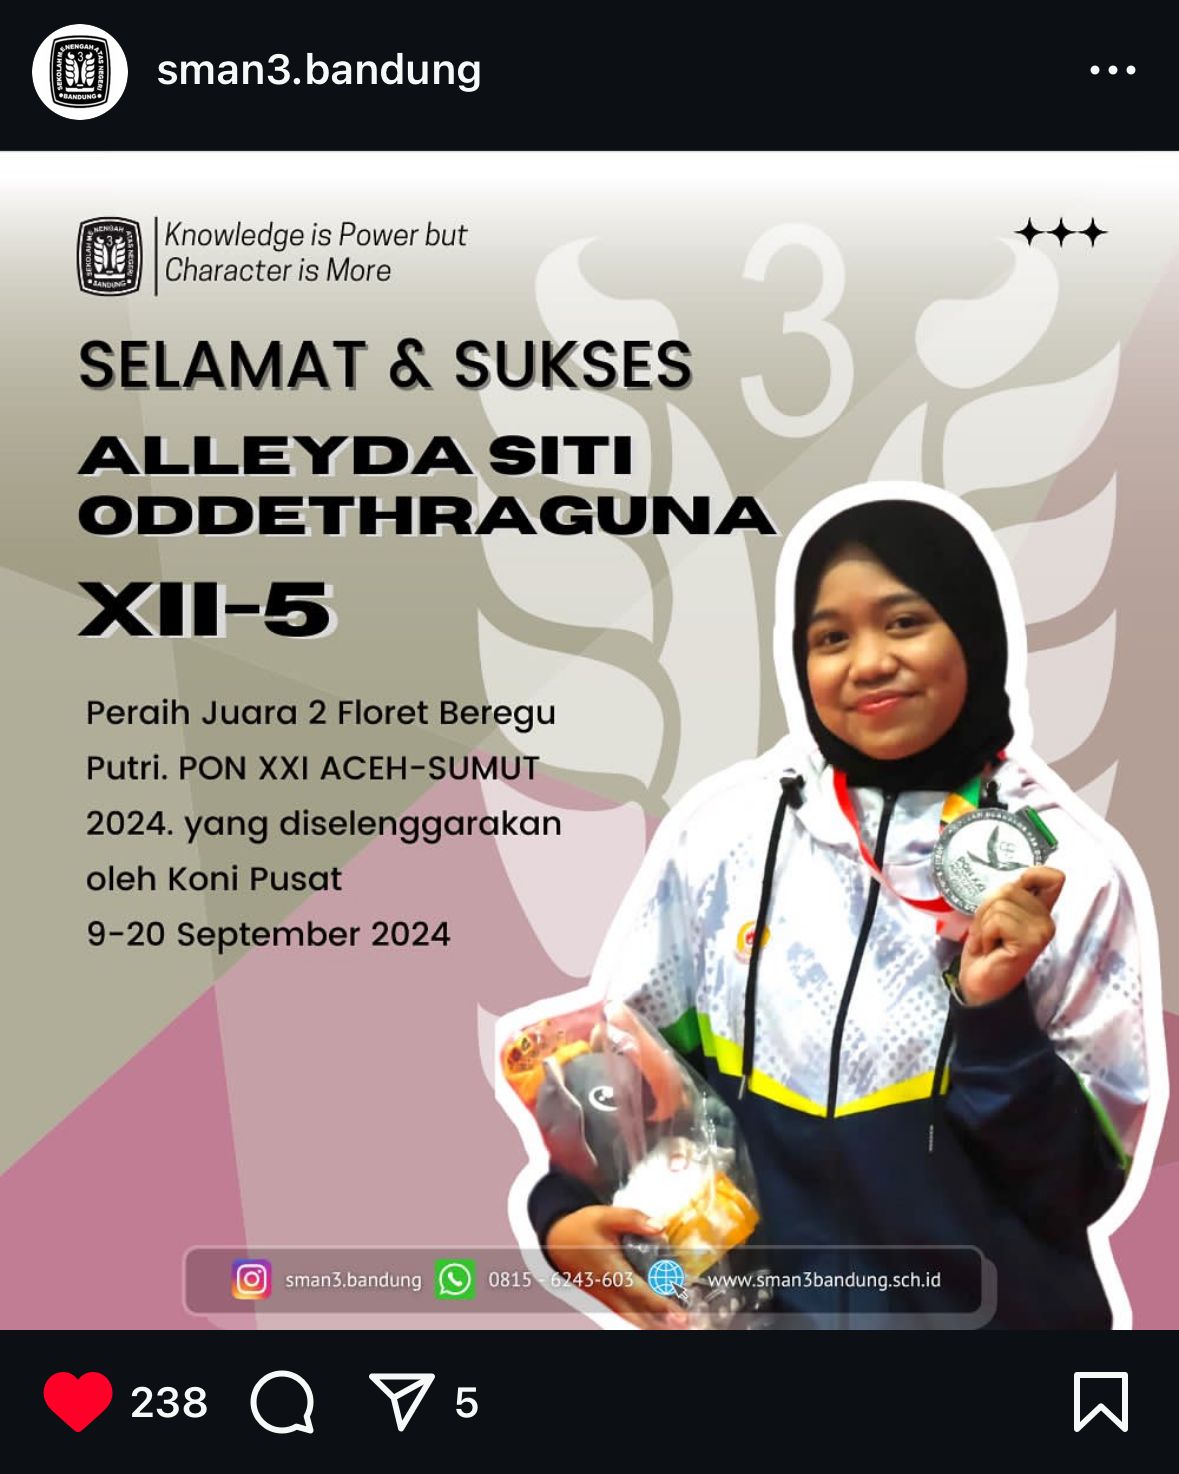 sman3.bandung
Knowledge is Power but
Character is More
SELAMAT & SUKSES
ALLEYDA SITI
ODDETHRAGUNA
XII-5
Peraih Juara 2 Floret Beregu
Putri. PON XXI ACEH-SUMUT
2024. yang diselenggarakan
oleh Koni Pusat
9-20 September 2024
3
sman3.bandung 0815 - 6243-603 www.sman3bandung.sch.id
238 5